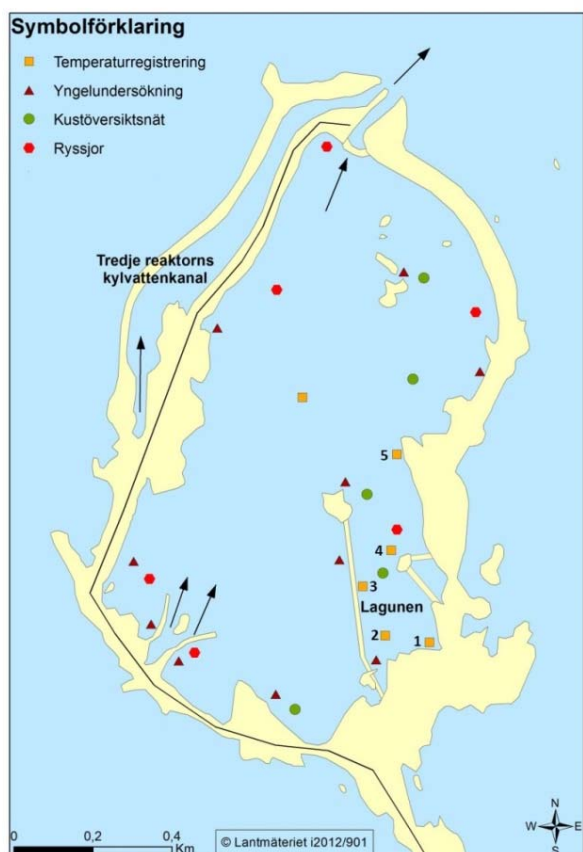 Symbolförklaring
Temperaturregistrering
Yngelundersökning
Kustöversiktsnät
Ryssjor
Tredje reaktorns
kylvattenkanal
5
4
3
Lagunen
2
1
N
W E
S
0 0,2 0,4
Km
© Lantmäteriet i2012/901